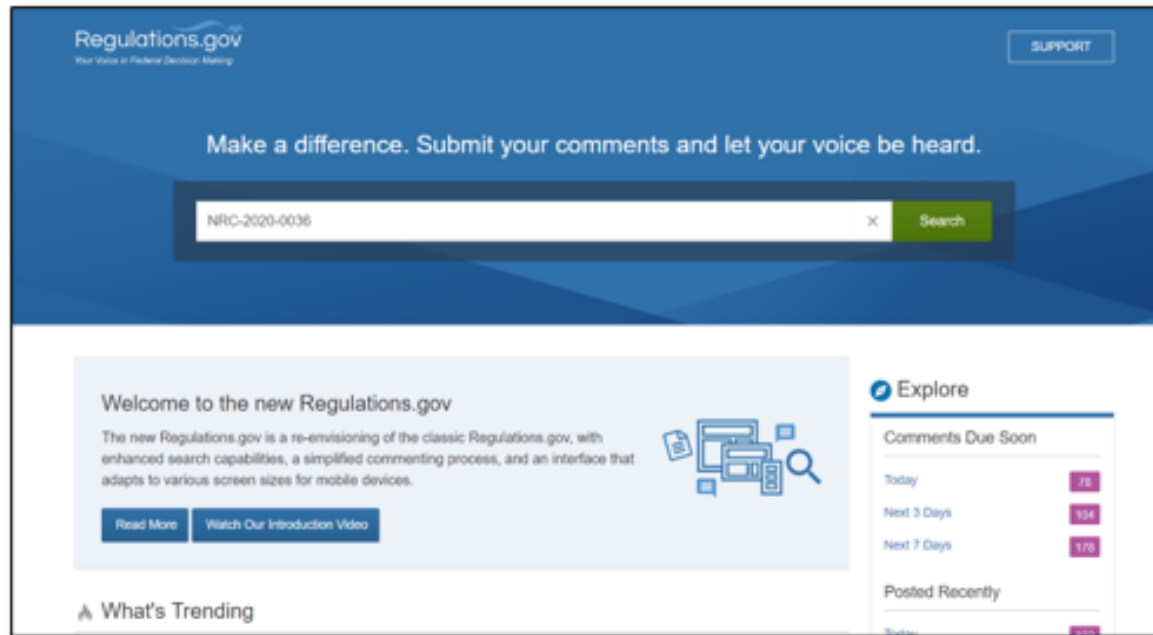 Regulations.gov
Your Voice in Federal Decision Making
SUPPORT
Make a difference. Submit your comments and let your voice be heard.
NRC-2020-0036
Search
Welcome to the new Regulations.gov
The new Regulations.gov is a re-envisioning of the classic Regulations.gov, with
enhanced search capabilities, a simplified commenting process, and an interface that
adapts to various screen sizes for mobile devices.
Read More
Watch Our Introduction Video
What's Trending
Explore
Comments Due Soon
Today 78
Next 3 Days 104
Next 7 Days 178
Posted Recently
Today